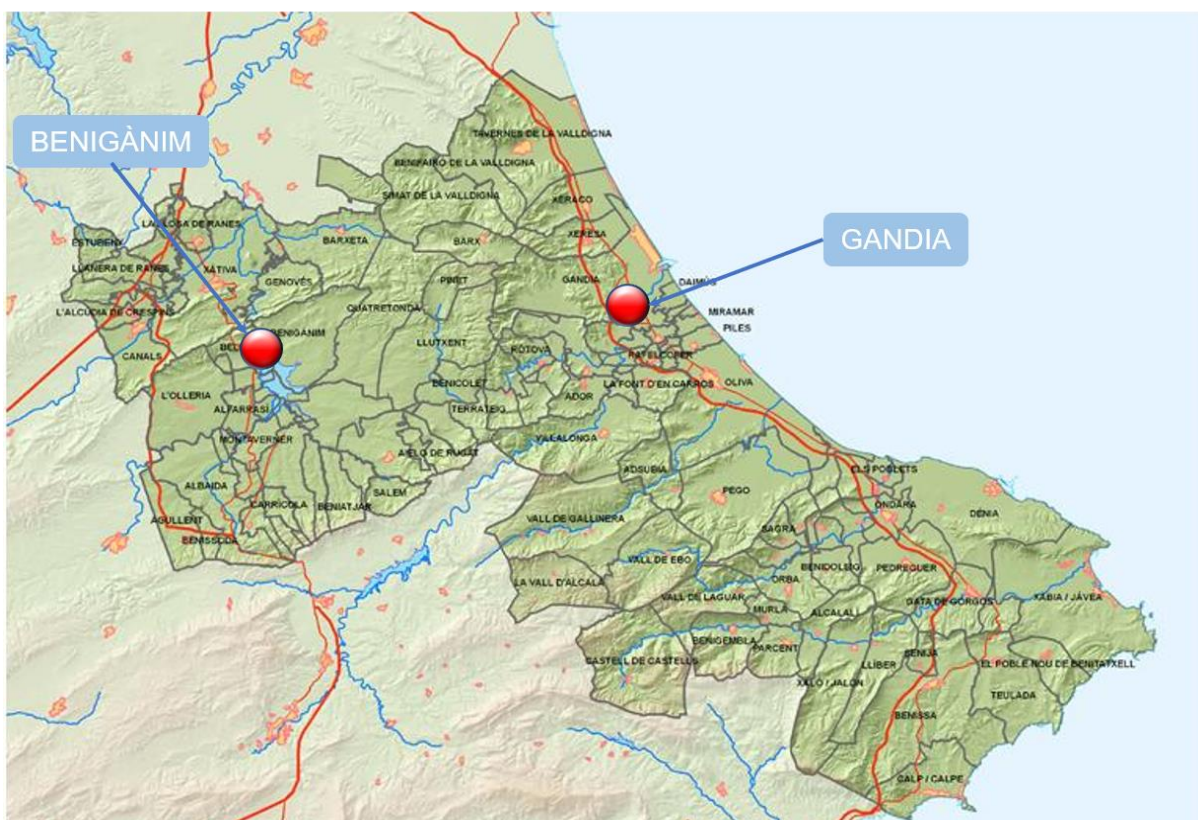 BENIGÀNIM
GANDIA
TAVERNES DE LA VALLDIGNA
BENIFAIRÓ DE LA VALLDIGNA
SIMAT DE LA VALLDIGNA
XERACO
LA LLOSA DE RANES
ESTUBENY
BARXETA
BARX
XERESA
LLANERA DE RANES
XÀTIVA
GENOVÉS
PINET
GANDIA
DAIMÚS
L'ALCÚDIA DE CRESPINS
QUATRETONDA
MIRAMAR
PILES
BENIGÀNIM
CANALS
LLUTXENT
RÓTOVA
RAFELCOFER
L'OLLERIA
BENICOLET
LA FONT D'EN CARRÒS
OLIVA
ALFARRASÍ
TERRATEIG
ADOR
MONTAVERNER
VILLALONGA
AIELO DE RUGAT
ADSUBIA
ELS POBLETS
ALBAIDA
SALEM
PEGO
CARRÍCOLA
BENIATJAR
ONDARA
DÉNIA
AGULLENT
VALL DE GALLINERA
SAGRA
BENISSODA
VALL DE EBO
BENIDOLEIG
PEDREGUER
LA VALL D'ALCALÀ
ORBA
VALL DE LAGUAR
GATA DE GORGOS
XÀBIA / JÁVEA
MURLA
ALCALALÍ
BENIGEMBLA
PARCENT
SENIJA
CASTELL DE CASTELLS
LLÍBER
EL POBLE NOU DE BENITATXELL
XALÓ / JALÓN
TEULADA
BENISSA
CALP / CALPE